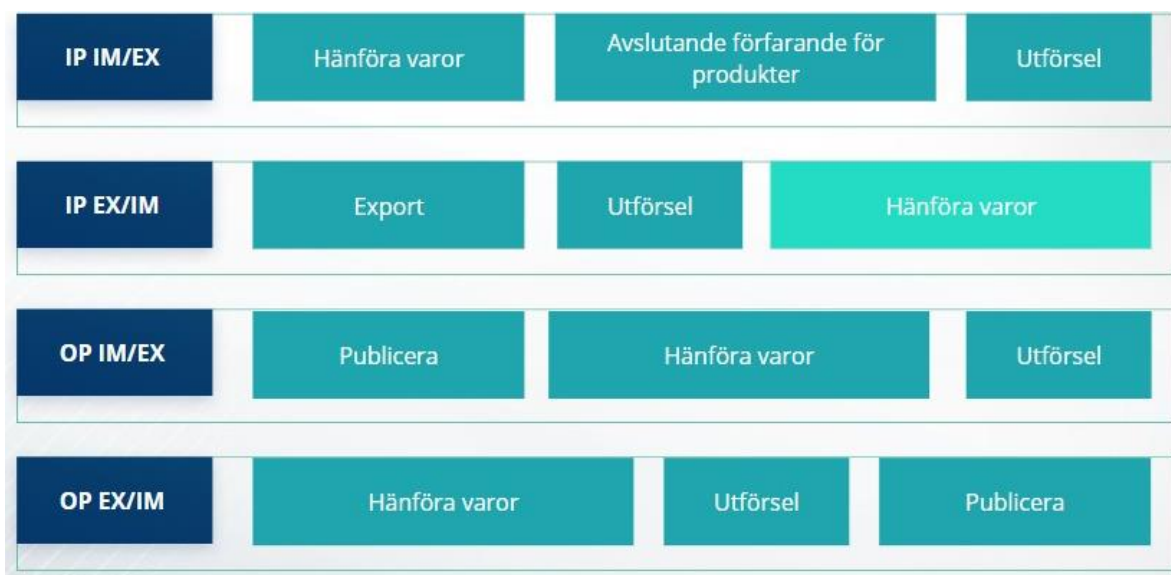 IP IM/EX
Hänföra varor
Avslutande förfarande för
produkter
Utförsel
IP EX/IM
Export
Utförsel
Hänföra varor
OP IM/EX
Publicera
Hänföra varor
Utförsel
OP EX/IM
Hänföra varor
Utförsel
Publicera